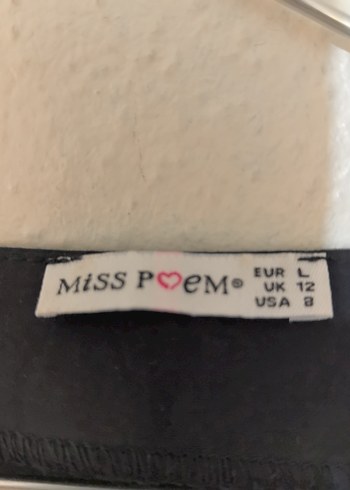 MiSS P♡eM®
EUR L
UK 12
USA 8